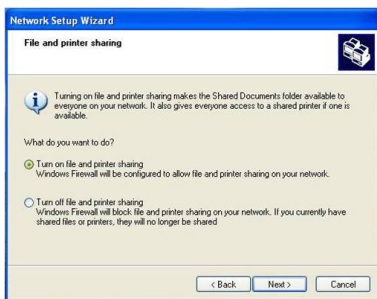 Network Setup Wizard
File and printer sharing
Turning on file and printer sharing makes the Shared Documents folder available to
everyone on your network. It also gives everyone access to a shared printer if one is
available.
What do you want to do?
Turn on file and printer sharing
Windows Firewall will be configured to allow file and printer sharing on your network.
Turn off file and printer sharing
Windows Firewall will block file and printer sharing on your network. If you currently have
shared files or printers, they will no longer be shared
< Back Next > Cancel